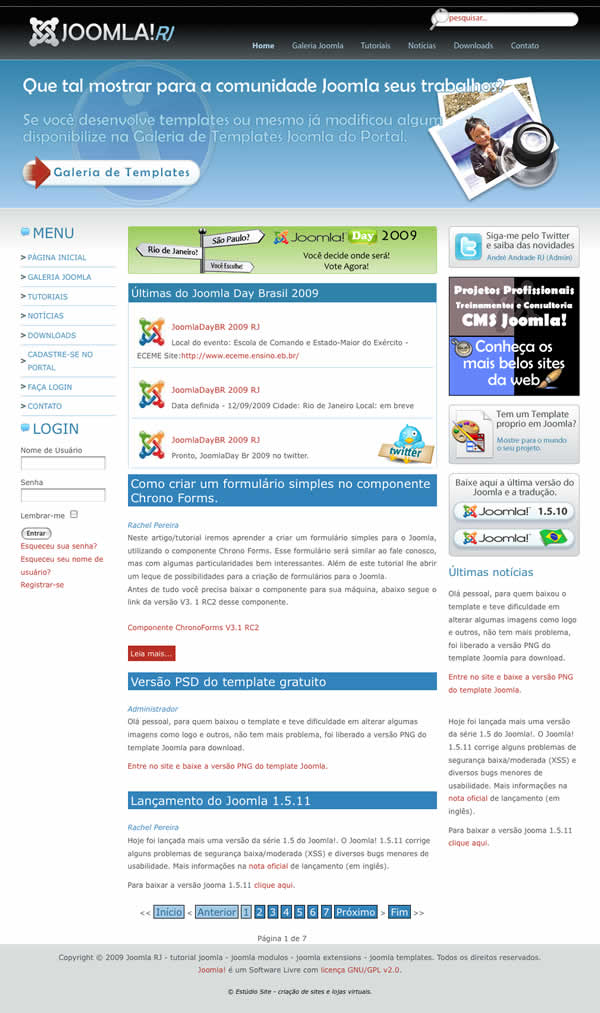 JOOMLA!RJ
pesquisar...
Home Galeria Joomla Tutoriais Notícias Downloads Contato
Que tal mostrar para a comunidade Joomla seus trabalhos?
Se você desenvolve templates ou mesmo já modificou algum
disponibilize na Galeria de Templates Joomla do Portal.
Galeria de Templates
MENU
> PÁGINA INICIAL
> GALERIA JOOMLA
> TUTORIAIS
> NOTÍCIAS
> DOWNLOADS
> CADASTRE-SE NO
PORTAL
> FAÇA LOGIN
> CONTATO
LOGIN
Nome de Usuário
Senha
Lembrar-me
Entrar
Esqueceu sua senha?
Esqueceu seu nome de
usuário?
Registrar-se
São Paulo?
Rio de Janeiro?
Você Escolhe!
Joomla! Day 2009
Você decide onde será!
Vote Agora!
Últimas do Joomla Day Brasil 2009
JoomlaDayBR 2009 RJ
Local do evento: Escola de Comando e Estado-Maior do Exército -
ECEME Site:http://www.eceme.ensino.eb.br/
JoomlaDayBR 2009 RJ
Data definida - 12/09/2009 Cidade: Rio de Janeiro Local: em breve
JoomlaDayBR 2009 RJ
Pronto, JoomlaDay Br 2009 no twitter.
twitter
Como criar um formulário simples no componente
Chrono Forms.
Rachel Pereira
Neste artigo/tutorial iremos aprender a criar um formulário simples para o Joomla,
utilizando o componente Chrono Forms. Esse formulário será similar ao fale conosco,
mas com algumas particularidades bem interessantes. Além de este tutorial lhe abrir
um leque de possibilidades para a criação de formulários para o Joomla.
Antes de tudo você precisa baixar o componente para sua máquina, abaixo segue o
link da versão V3. 1 RC2 desse componente.
Componente ChronoForms V3.1 RC2
Leia mais...
Versão PSD do template gratuito
Administrador
Olá pessoal, para quem baixou o template e teve dificuldade em alterar algumas
imagens como logo e outros, não tem mais problema, foi liberado a versão PNG do
template Joomla para download.
Entre no site e baixe a versão PNG do template Joomla.
Lançamento do Joomla 1.5.11
Rachel Pereira
Hoje foi lançada mais uma versão da série 1.5 do Joomla!. O Joomla! 1.5.11 corrige
alguns problemas de segurança baixa/moderada (XSS) e diversos bugs menores de
usabilidade. Mais informações na nota oficial de lançamento (em inglês).
Para baixar a versão jooma 1.5.11 clique aqui.
<< Início < Anterior 1 2 3 4 5 6 7 Próximo > Fim >>
Página 1 de 7
Siga-me pelo Twitter
e saiba das novidades
André Andrade RJ (Admin)
Projetos Profissionais
Treinamentos e Consultoria
CMS Joomla!
Conheça os
mais belos sites
da web
Tem um Template
proprio em Joomla?
Mostre para o mundo
o seu projeto.
Baixe aqui a última versão do
Joomla e a tradução.
Joomla! 1.5.10
Joomla!
Últimas notícias
Olá pessoal, para quem baixou o
template e teve dificuldade em
alterar algumas imagens como logo
e outros, não tem mais problema,
foi liberado a versão PNG do
template Joomla para download.
Entre no site e baixe a versão PNG
do template Joomla.
Hoje foi lançada mais uma versão
da série 1.5 do Joomla!. O Joomla!
1.5.11 corrige alguns problemas de
segurança baixa/moderada (XSS) e
diversos bugs menores de
usabilidade. Mais informações na
nota oficial de lançamento (em
inglês).
Para baixar a versão jooma 1.5.11
clique aqui.
Copyright © 2009 Joomla RJ - tutorial joomla - joomla modulos - joomla extensions - joomla templates. Todos os direitos reservados.
Joomla! é um Software Livre com licença GNU/GPL v2.0.
© Estúdio Site - criação de sites e lojas virtuais.